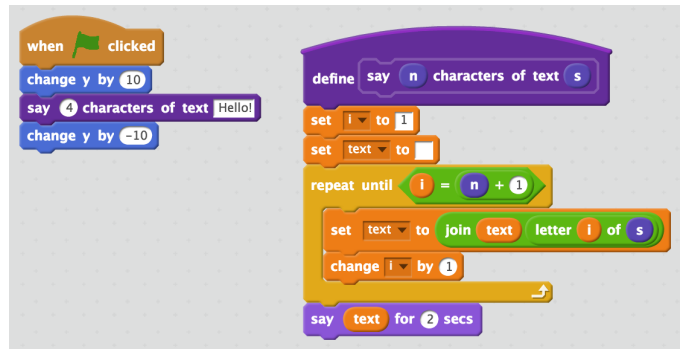 when clicked
change y by 10
say 4 characters of text Hello!
change y by -10
define say n characters of text s
set i to 1
set text to
repeat until i = n + 1
set text to join text letter i of s
change i by 1
say text for 2 secs